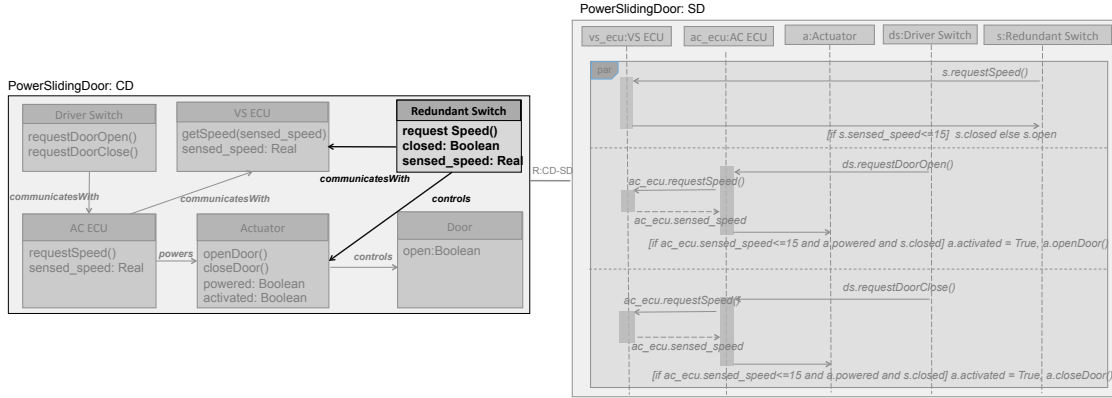 PowerSlidingDoor: CD
Driver Switch
requestDoorOpen()
requestDoorClose()
VS ECU
getSpeed(sensed_speed)
sensed_speed: Real
Redundant Switch
request Speed()
closed: Boolean
sensed_speed: Real
communicatesWith
communicatesWith
communicatesWith
controls
AC ECU
requestSpeed()
sensed_speed: Real
powers
Actuator
openDoor()
closeDoor()
powered: Boolean
activated: Boolean
controls
Door
open:Boolean
R:CD-SD
PowerSlidingDoor: SD
vs_ecu:VS ECU
ac_ecu:AC ECU
a:Actuator
ds:Driver Switch
s:Redundant Switch
par
s.requestSpeed()
[if s.sensed_speed<=15] s.closed else s.open
ds.requestDoorOpen()
ac_ecu.requestSpeed()
ac_ecu.sensed_speed
[if ac_ecu.sensed_speed<=15 and a.powered and s.closed] a.activated = True, a.openDoor()
ds.requestDoorClose()
ac_ecu.requestSpeed()
ac_ecu.sensed_speed
[if ac_ecu.sensed_speed<=15 and a.powered and s.closed] a.activated = True, a.closeDoor()